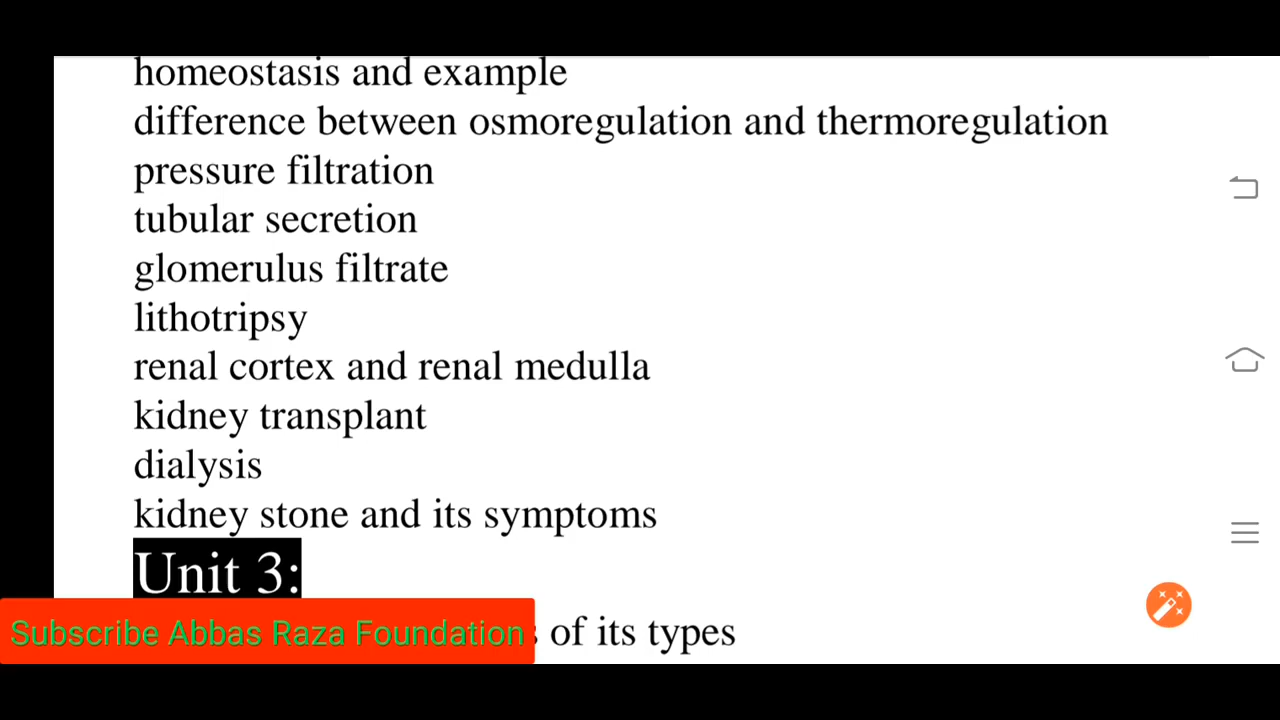 homeostasis and example
difference between osmoregulation and thermoregulation
pressure filtration
tubular secretion
glomerulus filtrate
lithotripsy
renal cortex and renal medulla
kidney transplant
dialysis
kidney stone and its symptoms
Unit 3:
of its types
Subscribe Abbas Raza Foundation